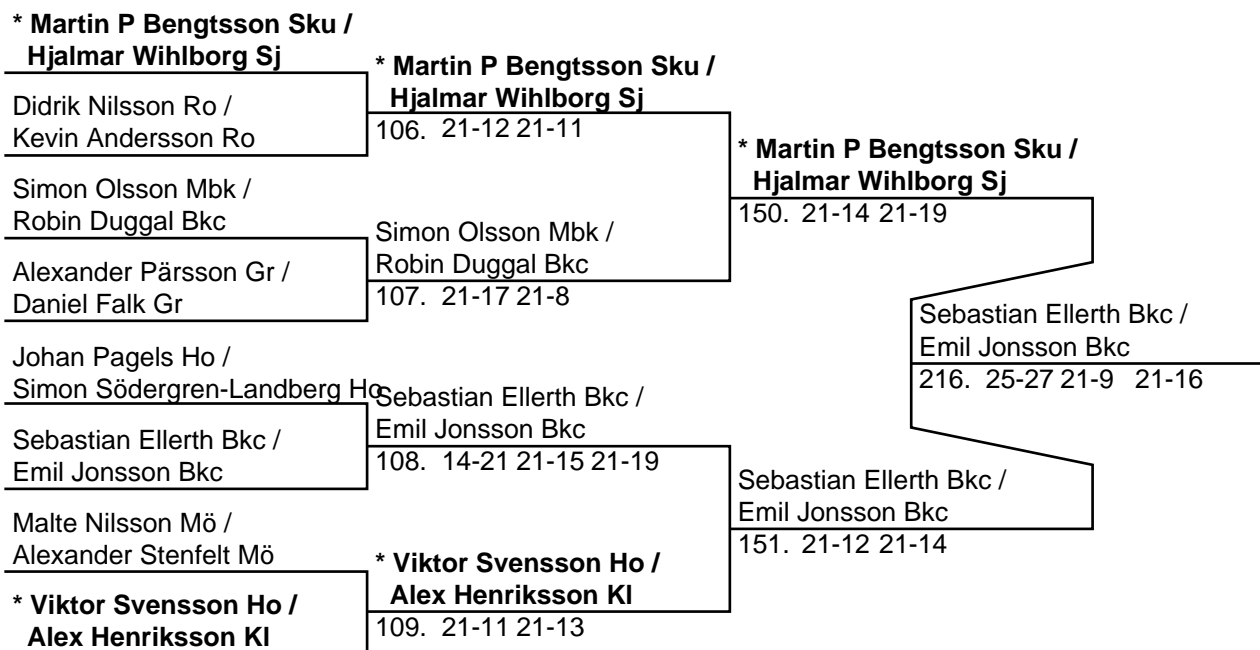 * Martin P Bengtsson Sku /
Hjalmar Wihlborg Sj
Didrik Nilsson Ro /
Kevin Andersson Ro
Simon Olsson Mbk /
Robin Duggal Bkc
Alexander Pärsson Gr /
Daniel Falk Gr
Johan Pagels Ho /
Simon Södergren-Landberg Ho
Sebastian Ellerth Bkc /
Emil Jonsson Bkc
Malte Nilsson Mö /
Alexander Stenfelt Mö
* Viktor Svensson Ho /
Alex Henriksson Kl
* Martin P Bengtsson Sku /
Hjalmar Wihlborg Sj
106. 21-12 21-11
Simon Olsson Mbk /
Robin Duggal Bkc
107. 21-17 21-8
Sebastian Ellerth Bkc /
Emil Jonsson Bkc
108. 14-21 21-15 21-19
* Viktor Svensson Ho /
Alex Henriksson Kl
109. 21-11 21-13
* Martin P Bengtsson Sku /
Hjalmar Wihlborg Sj
150. 21-14 21-19
Sebastian Ellerth Bkc /
Emil Jonsson Bkc
151. 21-12 21-14
Sebastian Ellerth Bkc /
Emil Jonsson Bkc
216. 25-27 21-9 21-16